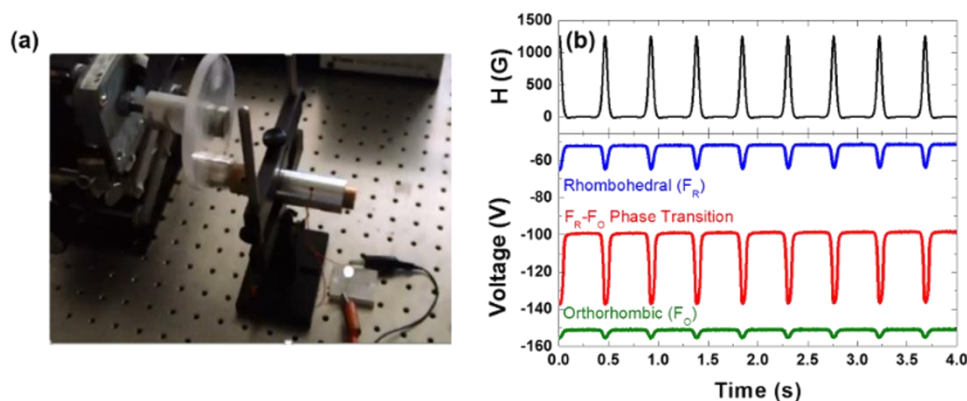 (a)
(b)
H (G)
1500
1250
1000
500
0
Rhombohedral (F_R)
F_R-F_O Phase Transition
Orthorhombic (F_O)
Voltage (V)
-60
-80
-100
-120
-140
-160
0.0 0.5 1.0 1.5 2.0 2.5 3.0 3.5 4.0
Time (s)